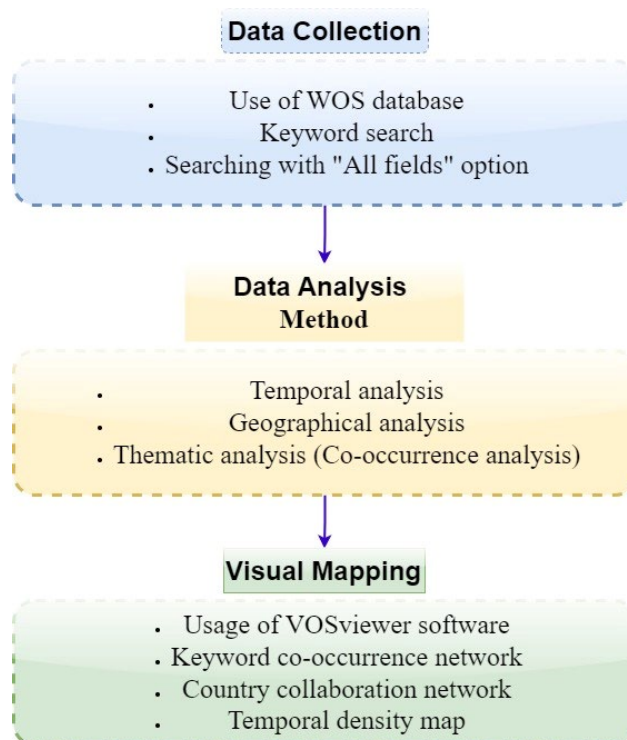 Data Collection
• Use of WOS database
• Keyword search
• Searching with "All fields" option
Data Analysis
Method
• Temporal analysis
• Geographical analysis
• Thematic analysis (Co-occurrence analysis)
Visual Mapping
• Usage of VOSviewer software
• Keyword co-occurrence network
• Country collaboration network
• Temporal density map